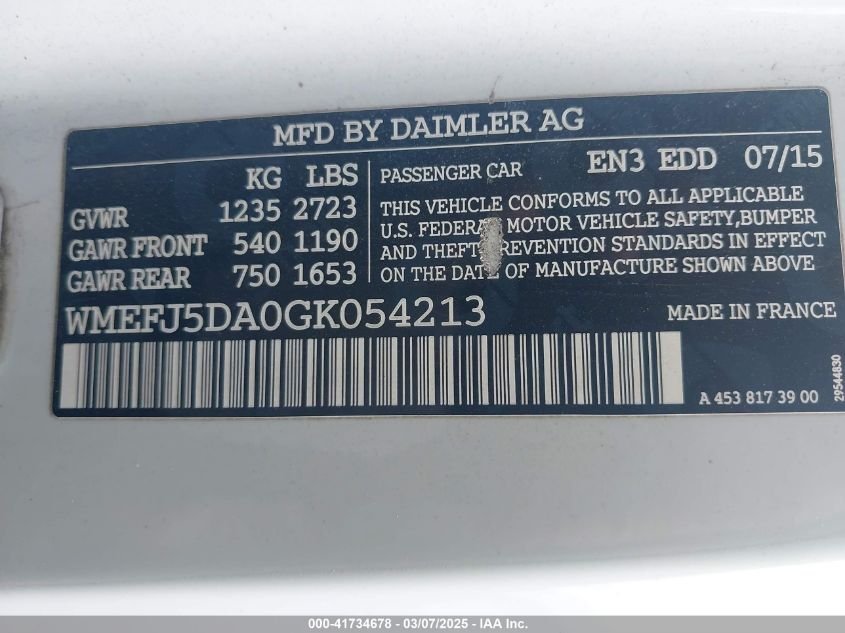 MFD BY DAIMLER AG
KG LBS
GVWR 1235 2723
GAWR FRONT 540 1190
GAWR REAR 750 1653
PASSENGER CAR EN3 EDD 07/15
THIS VEHICLE CONFORMS TO ALL APPLICABLE
U.S. FEDERAL MOTOR VEHICLE SAFETY,BUMPER
AND THEFT PREVENTION STANDARDS IN EFFECT
ON THE DATE OF MANUFACTURE SHOWN ABOVE
WMEFJ5DA0GK054213 MADE IN FRANCE
A 453 817 39 00
29544830
000-41734678 - 03/07/2025 - IAA Inc.